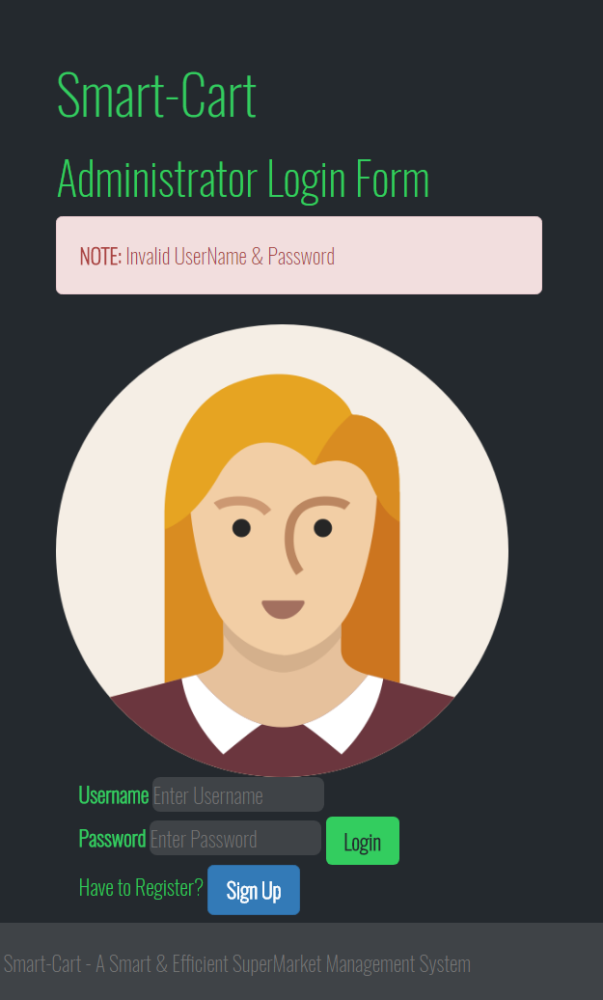 Smart-Cart
Administrator Login Form
NOTE: Invalid UserName & Password
Username Enter Username
Password Enter Password Login
Have to Register? Sign Up
Smart-Cart - A Smart & Efficient SuperMarket Management System